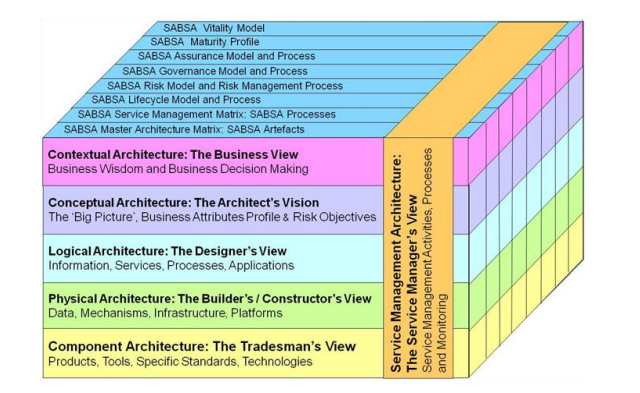 SABSA Vitality Model
SABSA Maturity Profile
SABSA Assurance Model and Process
SABSA Governance Model and Process
SABSA Risk Model and Risk Management Process
SABSA Lifecycle Model and Process
SABSA Service Management Matrix: SABSA Processes
SABSA Master Architecture Matrix: SABSA Artefacts
Contextual Architecture: The Business View
Business Wisdom and Business Decision Making
Conceptual Architecture: The Architect's Vision
The 'Big Picture', Business Attributes Profile & Risk Objectives
Logical Architecture: The Designer's View
Information, Services, Processes, Applications
Physical Architecture: The Builder's / Constructor's View
Data, Mechanisms, Infrastructure, Platforms
Component Architecture: The Tradesman's View
Products, Tools, Specific Standards, Technologies
Service Management Architecture:
The Service Manager's View
Service Management Activities, Processes
and Monitoring